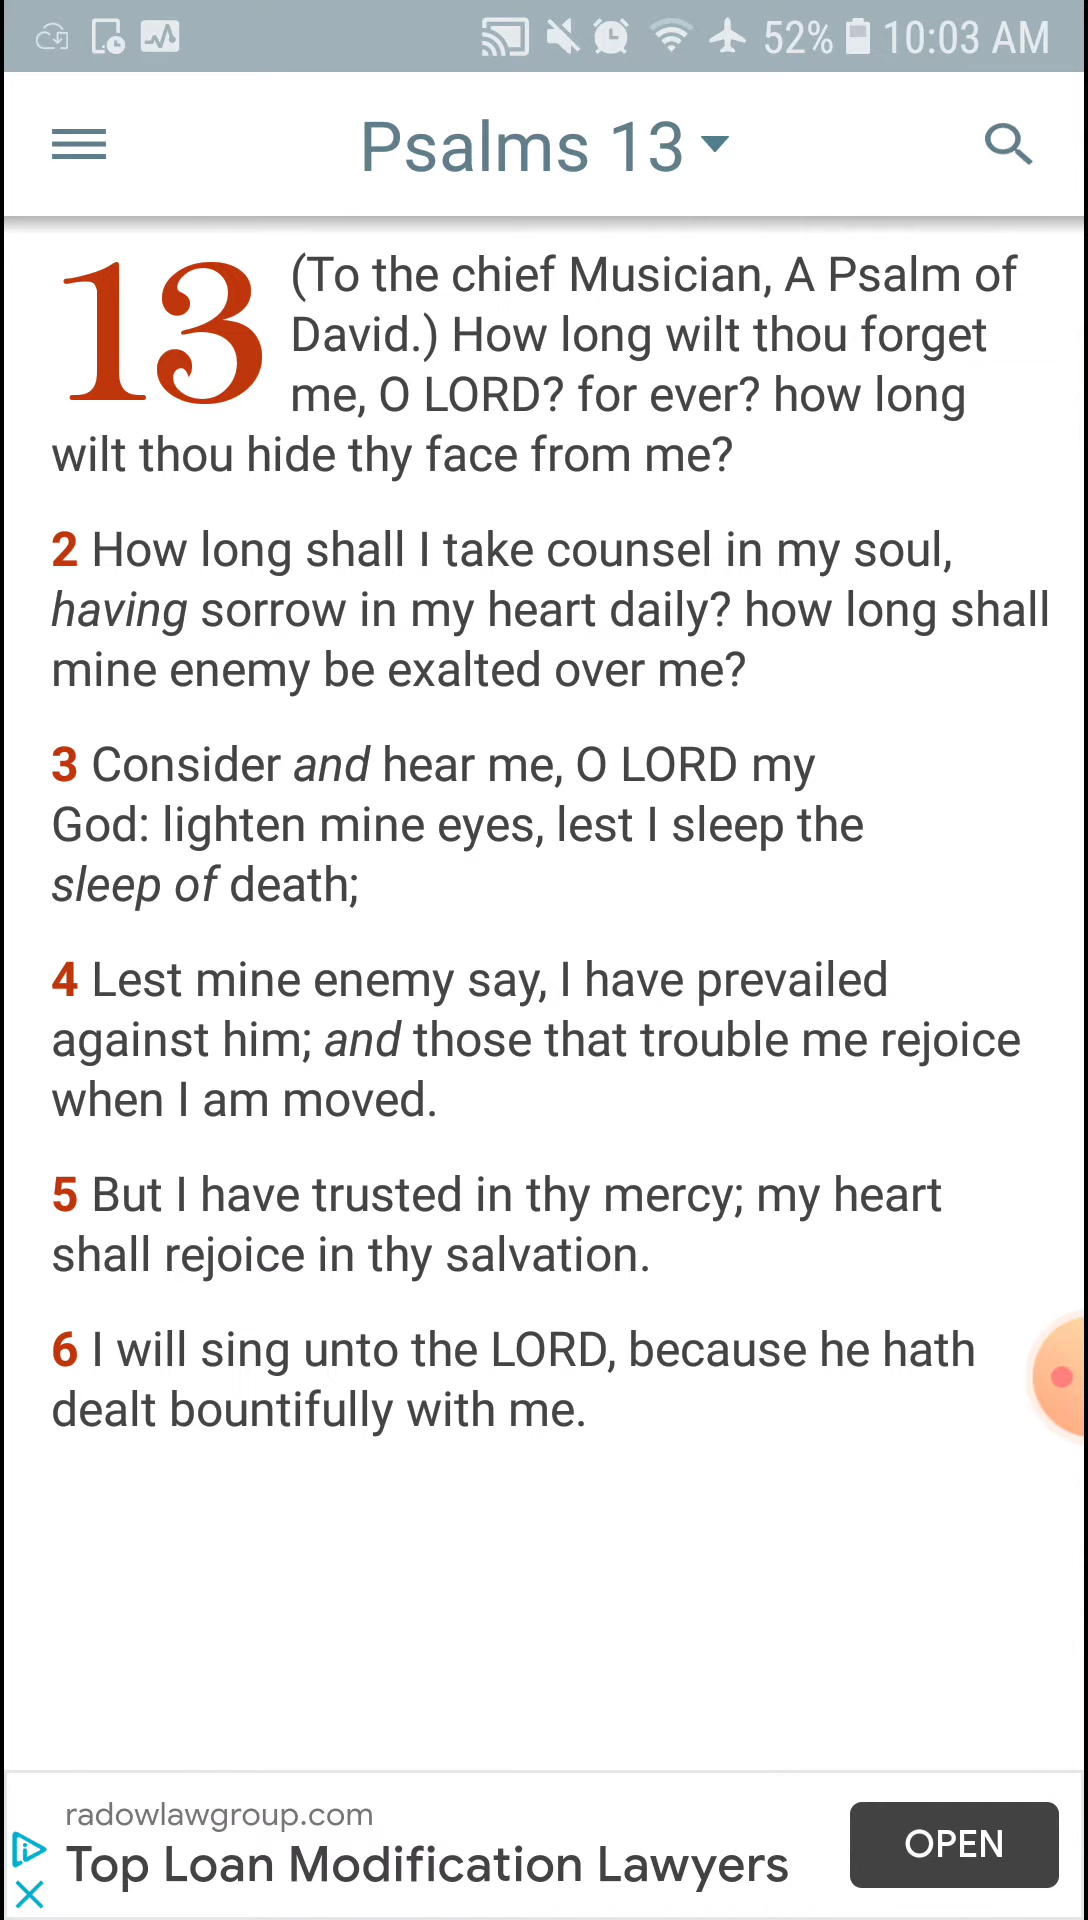 52% 10:03 AM
Psalms 13
13 (To the chief Musician, A Psalm of
David.) How long wilt thou forget
me, O LORD? for ever? how long
wilt thou hide thy face from me?
2 How long shall I take counsel in my soul,
having sorrow in my heart daily? how long shall
mine enemy be exalted over me?
3 Consider and hear me, O LORD my
God: lighten mine eyes, lest I sleep the
sleep of death;
4 Lest mine enemy say, I have prevailed
against him; and those that trouble me rejoice
when I am moved.
5 But I have trusted in thy mercy; my heart
shall rejoice in thy salvation.
6 I will sing unto the LORD, because he hath
dealt bountifully with me.
radowlawgroup.com
Top Loan Modification Lawyers
OPEN